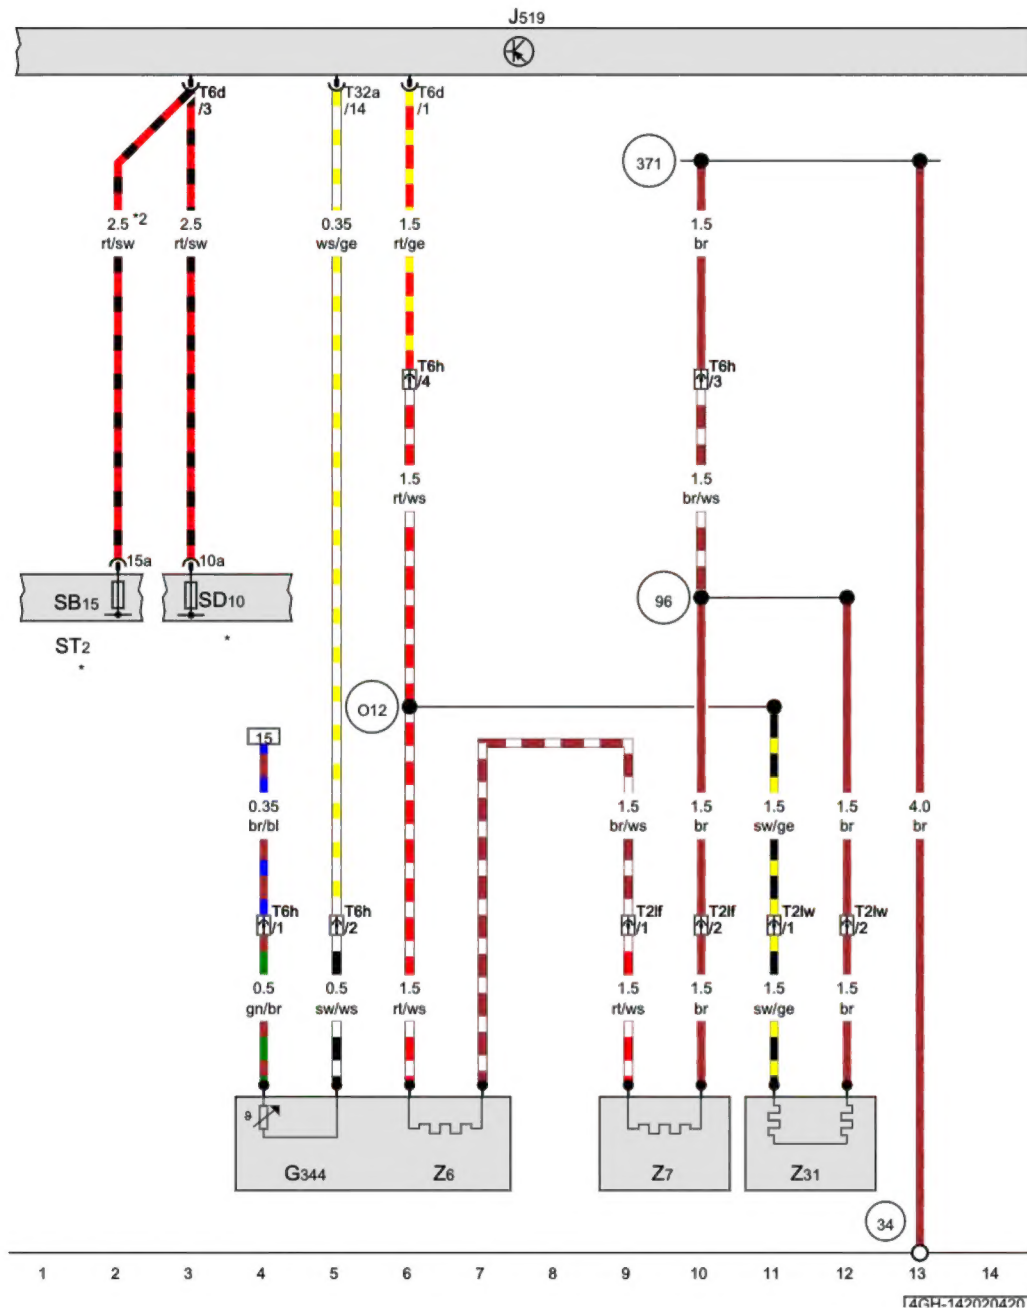 J519
T6d
/3
T32a
/14
T6d
/1
371
2.5 *2
rt/sw
2.5
rt/sw
0.35
ws/ge
1.5
rt/ge
1.5
br
T6h
/4
T6h
/3
1.5
rt/ws
1.5
br/ws
15a
10a
SB15
SD10
96
ST2
*
*
O12
15
0.35
br/bl
1.5
br/ws
1.5
br
1.5
sw/ge
1.5
br
4.0
br
T6h
/1
T6h
/2
T2lf
/1
T2lf
/2
T2lw
/1
T2lw
/2
0.5
gn/br
0.5
sw/ws
1.5
rt/ws
1.5
rt/ws
1.5
br
1.5
sw/ge
1.5
br
ϑ
G344
Z6
Z7
Z31
34
1 2 3 4 5 6 7 8 9 10 11 12 13 14
4GH-142020420